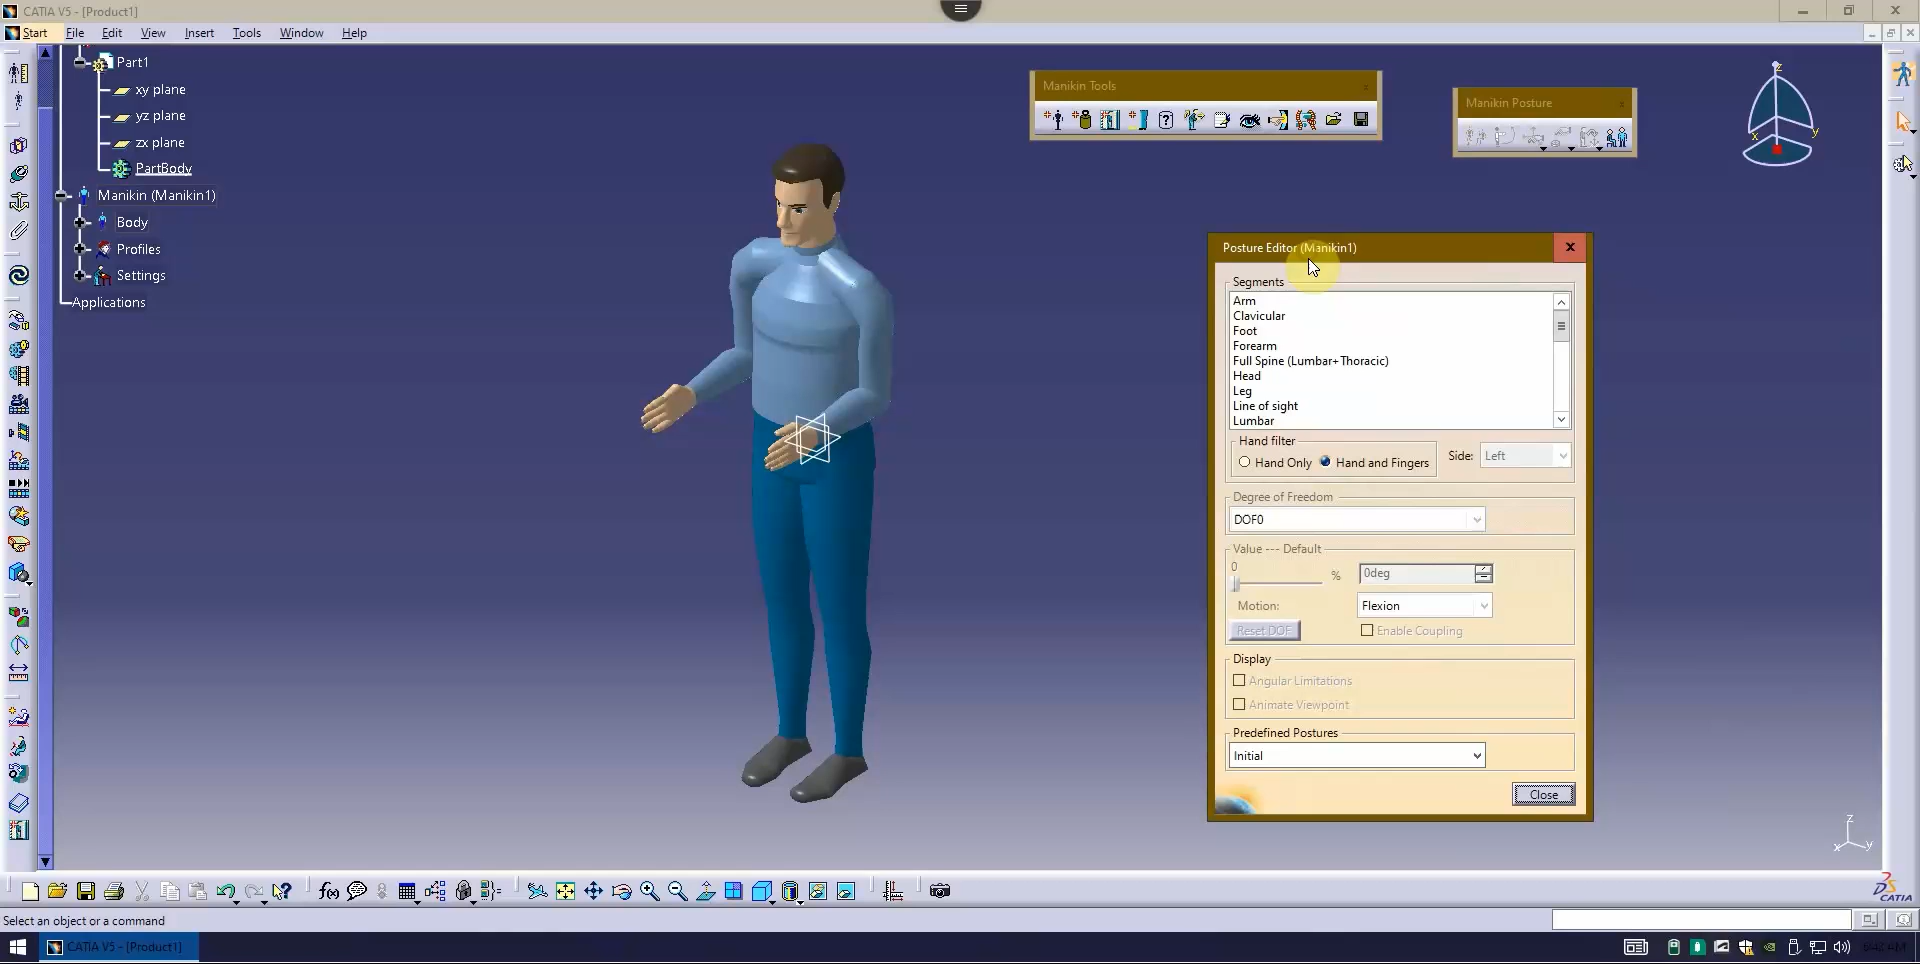 CATIA V5 - [Product1]
Start File Edit View Insert Tools Window Help
Part1
xy plane
yz plane
zx plane
PartBody
Manikin (Manikin1)
Body
Profiles
Settings
Applications
Manikin Tools
Manikin Posture
z
x
y
Posture Editor (Manikin1)
Segments
Arm
Clavicular
Foot
Forearm
Full Spine (Lumbar+Thoracic)
Head
Leg
Line of sight
Lumbar
Hand filter
Hand Only Hand and Fingers Side: Left
Degree of Freedom
DOF0
Value --- Default
0
% 0deg
Motion: Flexion
Reset DOF Enable Coupling
Display
Angular Limitations
Animate Viewpoint
Predefined Postures
Initial
Close
z
x y
f(x)
CATIA
Select an object or a command
CATIA V5 - [Product1]